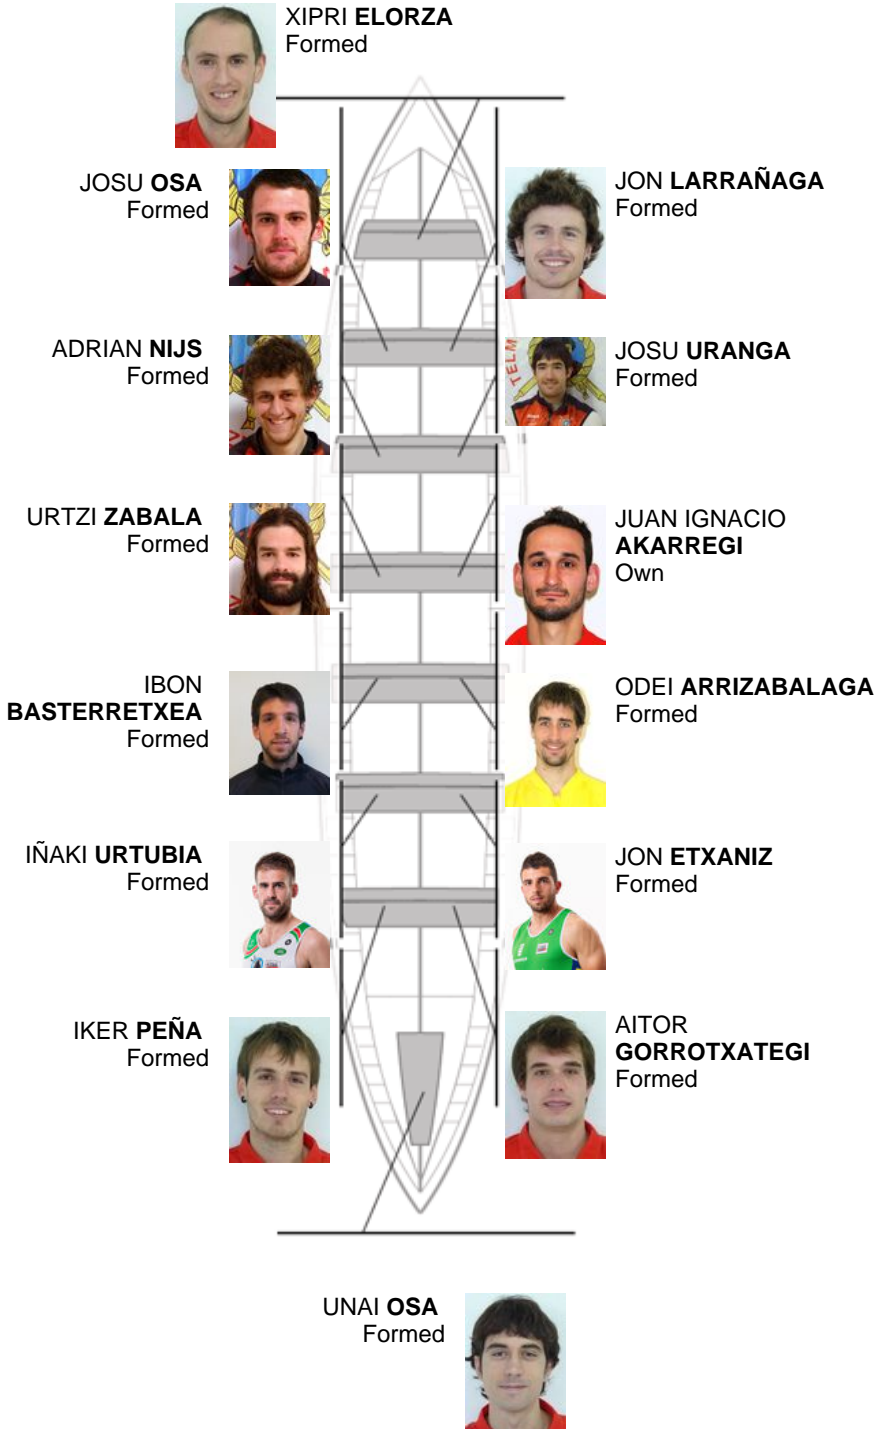 XIPRI ELORZA
Formed
JOSU OSA
Formed
JON LARRAÑAGA
Formed
ADRIAN NIJS
Formed
JOSU URANGA
Formed
TELM
URTZI ZABALA
Formed
JUAN IGNACIO
AKARREGI
Own
IBON
BASTERRETXEA
Formed
ODEI ARRIZABALAGA
Formed
IÑAKI URTUBIA
Formed
JON ETXANIZ
Formed
IKER PEÑA
Formed
AITOR
GORROTXATEGI
Formed
UNAI OSA
Formed